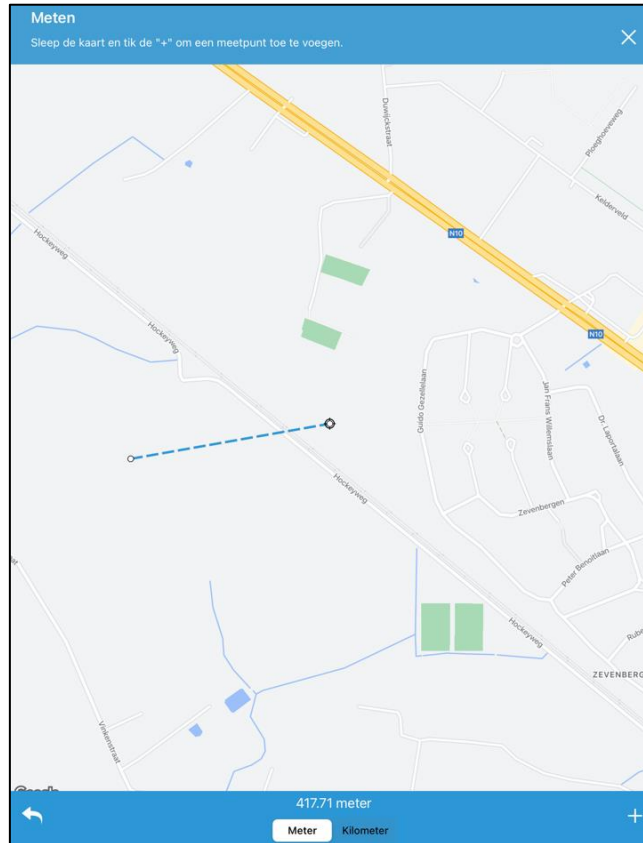 Meten
Sleep de kaart en tik de "+" om een meetpunt toe te voegen.
Duwijckstraat
Ploeghoeveweg
Kelderveld
N10
Hockeyweg
Hockeyweg
N10
Guido Gezellelaan
Jan Frans Willemslaan
Dr. Laportalaan
Hockeyweg
Zevenbergen
Peter Benoitlaan
Hockeyweg
Rube
ZEVENBERG
Vinkenstraat
417.71 meter
Meter
Kilometer